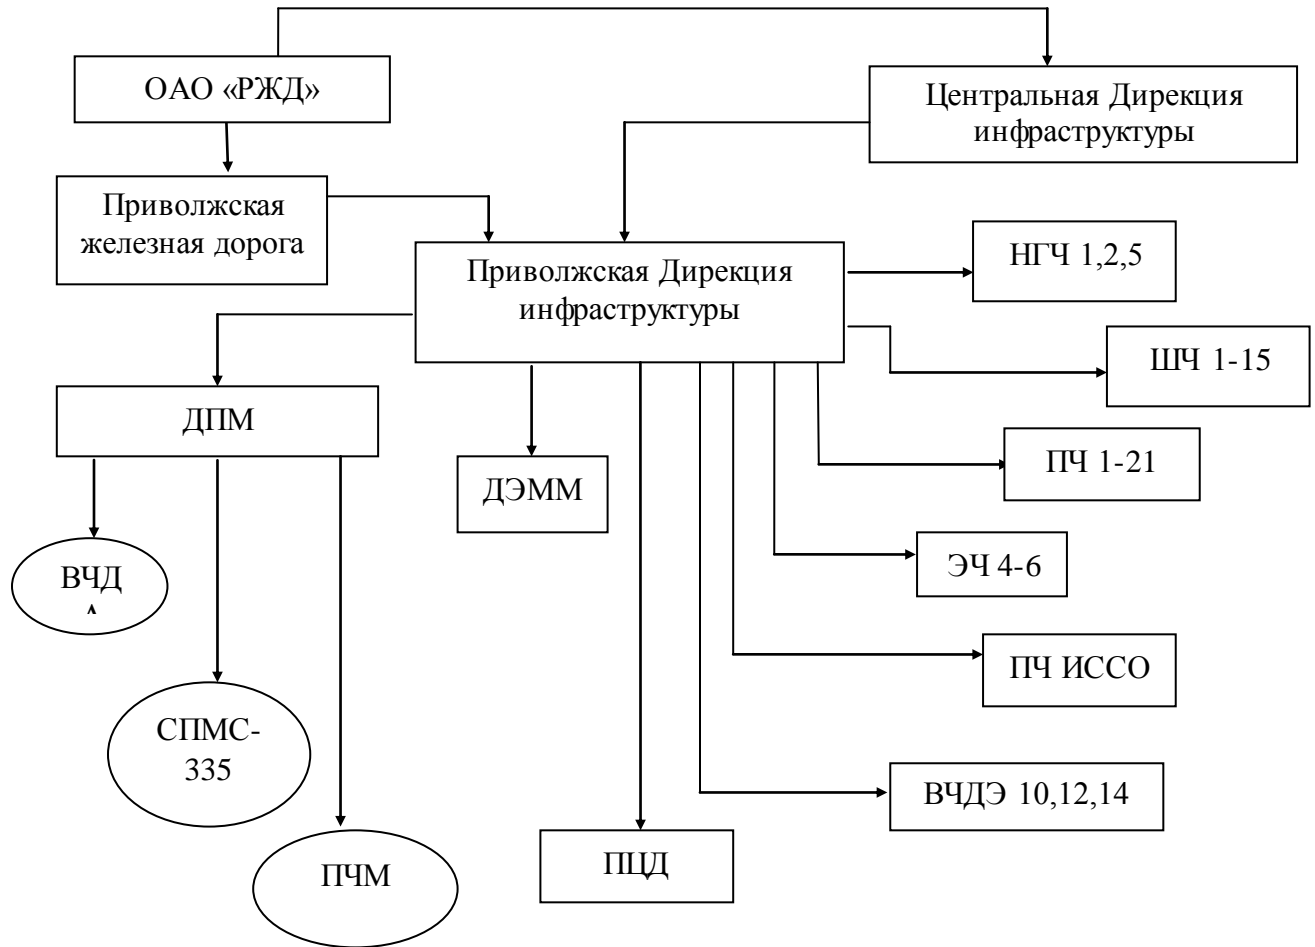 ОАО «РЖД»
Центральная Дирекция
инфраструктуры
Приволжская
железная дорога
Приволжская Дирекция
инфраструктуры
НГЧ 1,2,5
ШЧ 1-15
ДПМ
ПЧ 1-21
ДЭММ
ЭЧ 4-6
ВЧД
ПЧ ИССО
СПМС-
335
ВЧДЭ 10,12,14
ПЦД
ПЧМ